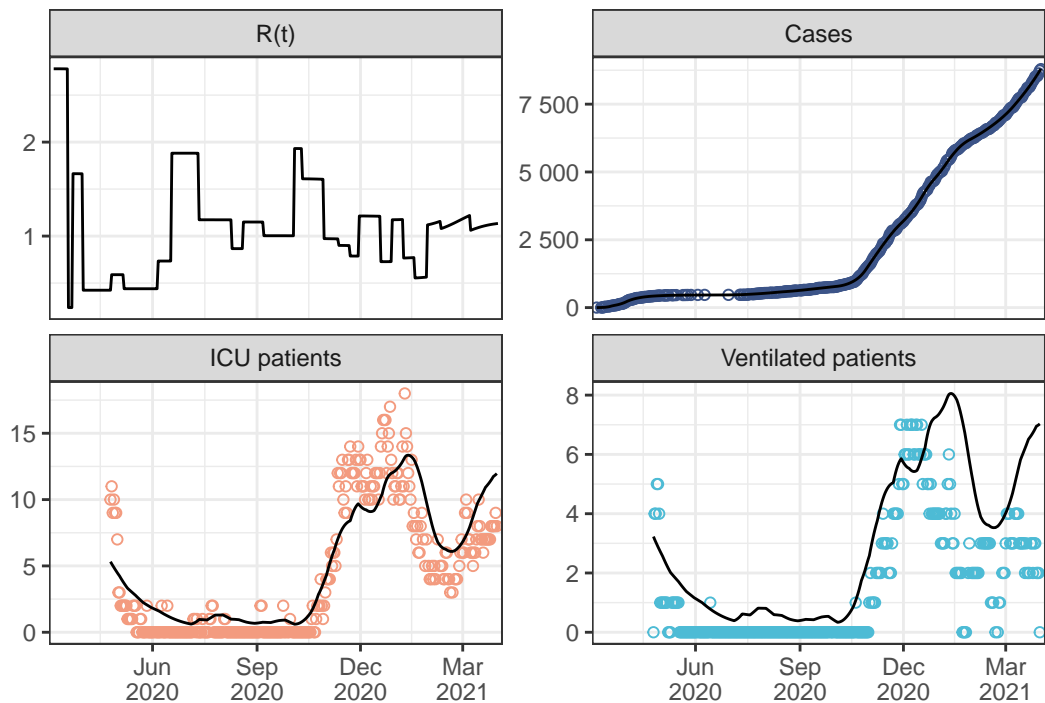 R(t)
Cases
2
1
7 500
5 000
2 500
0
ICU patients
Ventilated patients
15
10
5
0
8
6
4
2
0
Jun Sep Dec Mar
2020 2020 2020 2021
Jun Sep Dec Mar
2020 2020 2020 2021